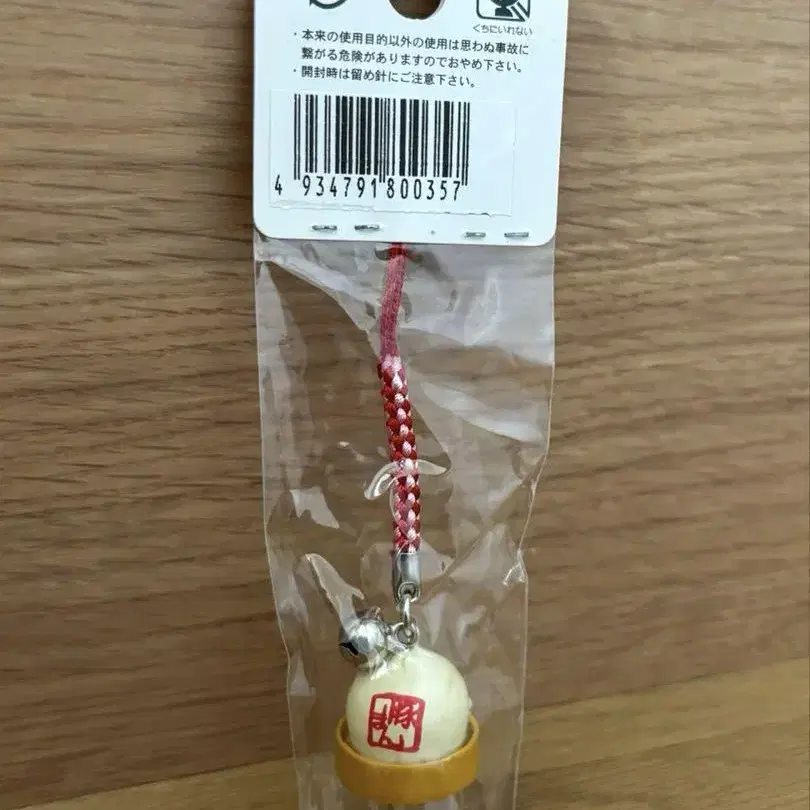 くちにいれない
・本来の使用目的以外の使用は思わぬ事故に
繋がる危険がありますのでおやめ下さい。
・開封時は留め針にご注意下さい。
4 934791 800357
豚まん